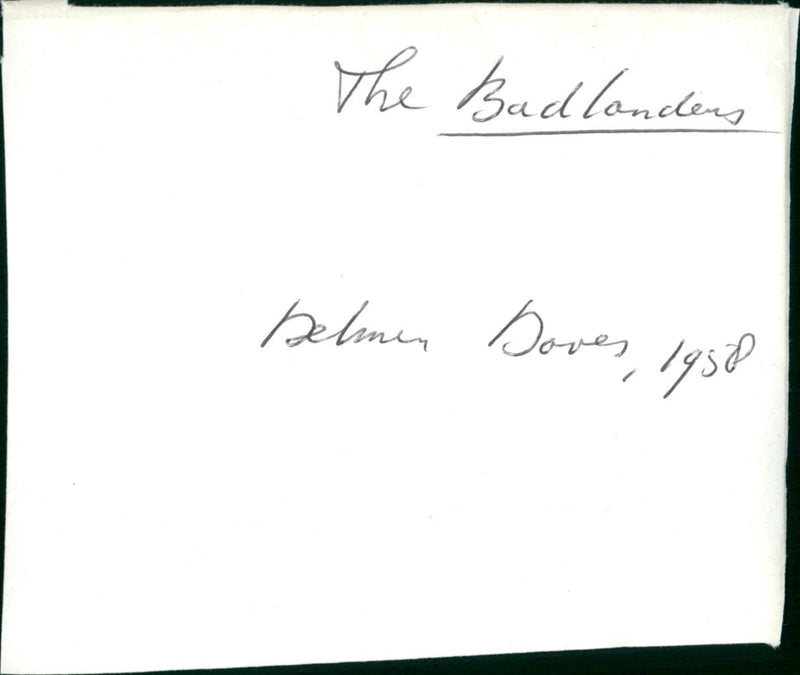 The Badlanders
Delmer Daves, 1958